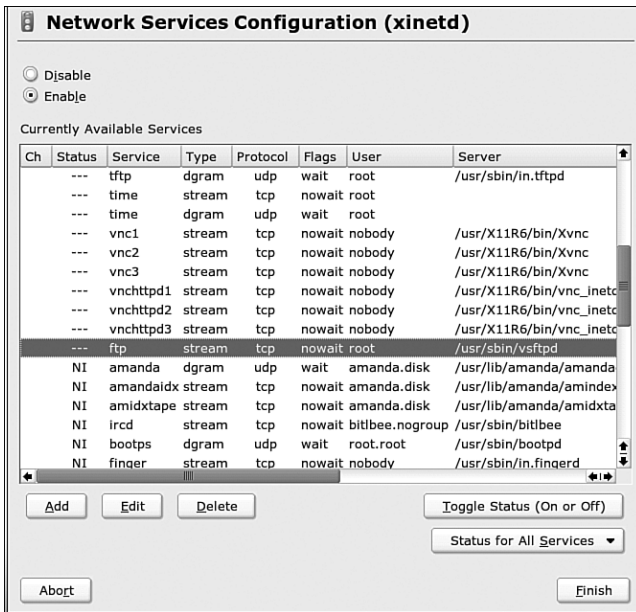 Network Services Configuration (xinetd)
Disable
Enable
Currently Available Services
Ch Status Service Type Protocol Flags User Server
--- tftp dgram udp wait root /usr/sbin/in.tftpd
--- time stream tcp nowait root
--- time dgram udp wait root
--- vnc1 stream tcp nowait nobody /usr/X11R6/bin/Xvnc
--- vnc2 stream tcp nowait nobody /usr/X11R6/bin/Xvnc
--- vnc3 stream tcp nowait nobody /usr/X11R6/bin/Xvnc
--- vnchttpd1 stream tcp nowait nobody /usr/X11R6/bin/vnc_inetc
--- vnchttpd2 stream tcp nowait nobody /usr/X11R6/bin/vnc_inetc
--- vnchttpd3 stream tcp nowait nobody /usr/X11R6/bin/vnc_inetc
--- ftp stream tcp nowait root /usr/sbin/vsftpd
NI amanda dgram udp wait amanda.disk /usr/lib/amanda/amanda
NI amandaidx stream tcp nowait amanda.disk /usr/lib/amanda/amindex
NI amidxtape stream tcp nowait amanda.disk /usr/lib/amanda/amidxta
NI ircd stream tcp nowait bitlbee.nogroup /usr/sbin/bitlbee
NI bootps dgram udp wait root.root /usr/sbin/bootpd
NI finger stream tcp nowait nobody /usr/sbin/in.fingerd
Add Edit Delete Toggle Status (On or Off)
Status for All Services
Abort Finish